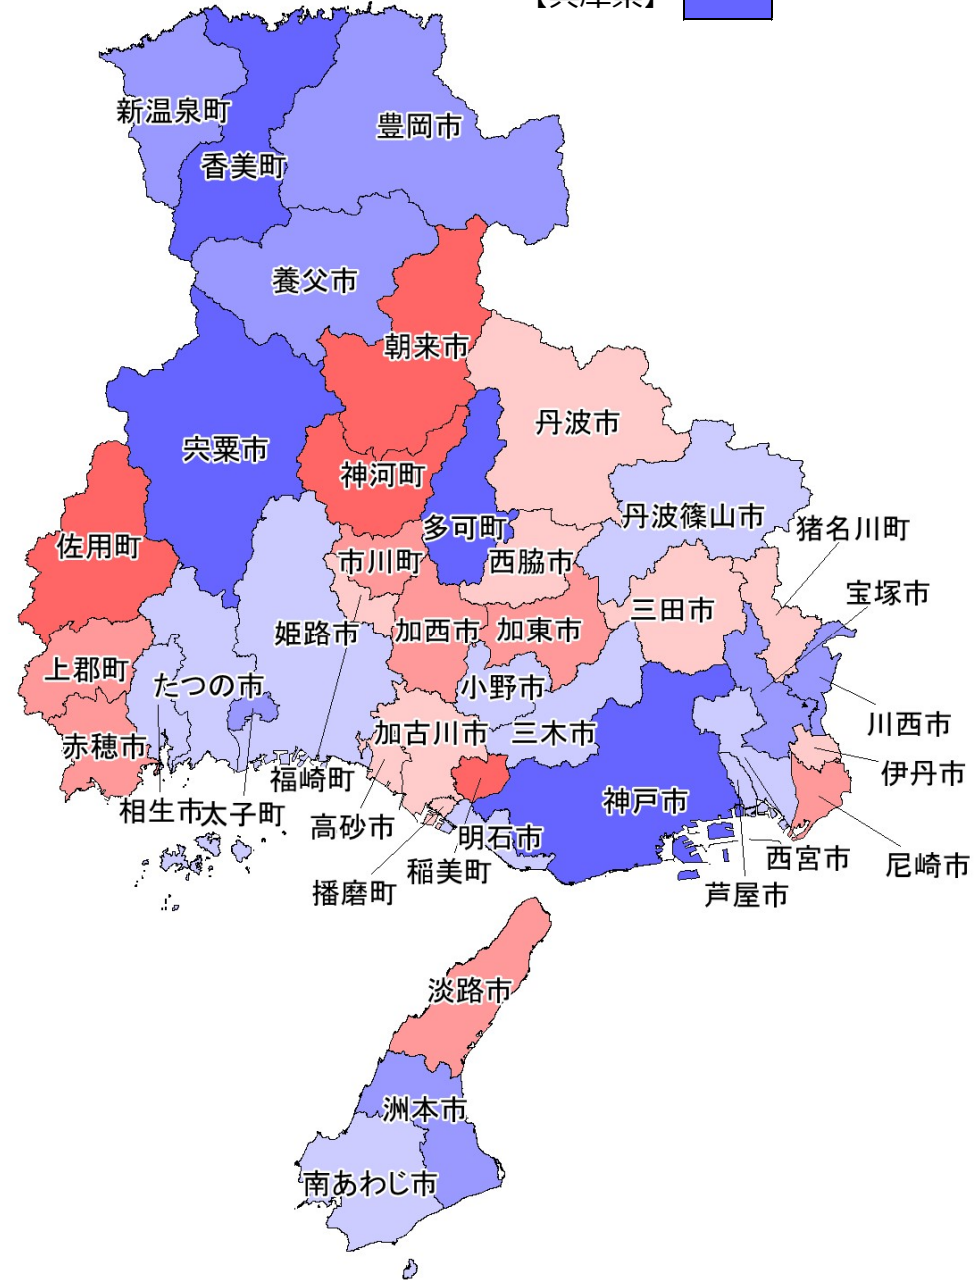 【兵庫県】
新温泉町
豊岡市
香美町
養父市
朝来市
丹波市
宍粟市
神河町
多可町
丹波篠山市
猪名川町
佐用町
市川町
西脇市
宝塚市
三田市
姫路市
加西市
加東市
上郡町
たつの市
小野市
川西市
赤穂市
加古川市
三木市
伊丹市
福崎町
神戸市
相生市
太子町
高砂市
明石市
西宮市
尼崎市
稲美町
播磨町
芦屋市
淡路市
洲本市
南あわじ市